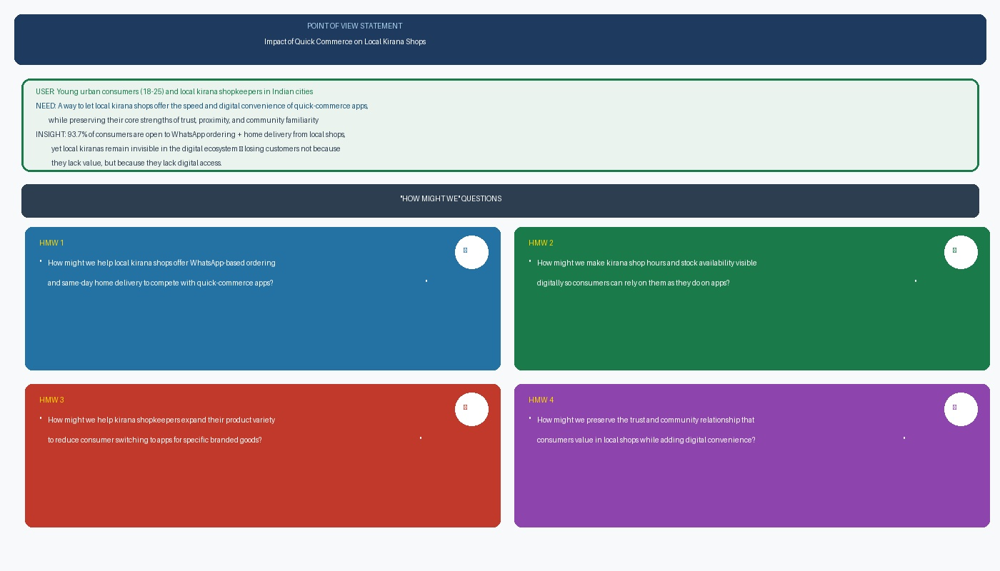 POINT OF VIEW STATEMENT
Impact of Quick Commerce on Local Kirana Shops
USER: Young urban consumers (18-25) and local kirana shopkeepers in Indian cities
NEED: A way to let local kirana shops offer the speed and digital convenience of quick-commerce apps,
while preserving their core strengths of trust, proximity, and community familiarity
INSIGHT: 93.7% of consumers are open to WhatsApp ordering + home delivery from local shops,
yet local kiranas remain invisible in the digital ecosystem losing customers not because
they lack value, but because they lack digital access.
"HOW MIGHT WE" QUESTIONS
HMW 1
" How might we help local kirana shops offer WhatsApp-based ordering
and same-day home delivery to compete with quick-commerce apps? "
HMW 2
" How might we make kirana shop hours and stock availability visible
digitally so consumers can rely on them as they do on apps? "
HMW 3
" How might we help kirana shopkeepers expand their product variety
to reduce consumer switching to apps for specific branded goods? "
HMW 4
" How might we preserve the trust and community relationship that
consumers value in local shops while adding digital convenience? "